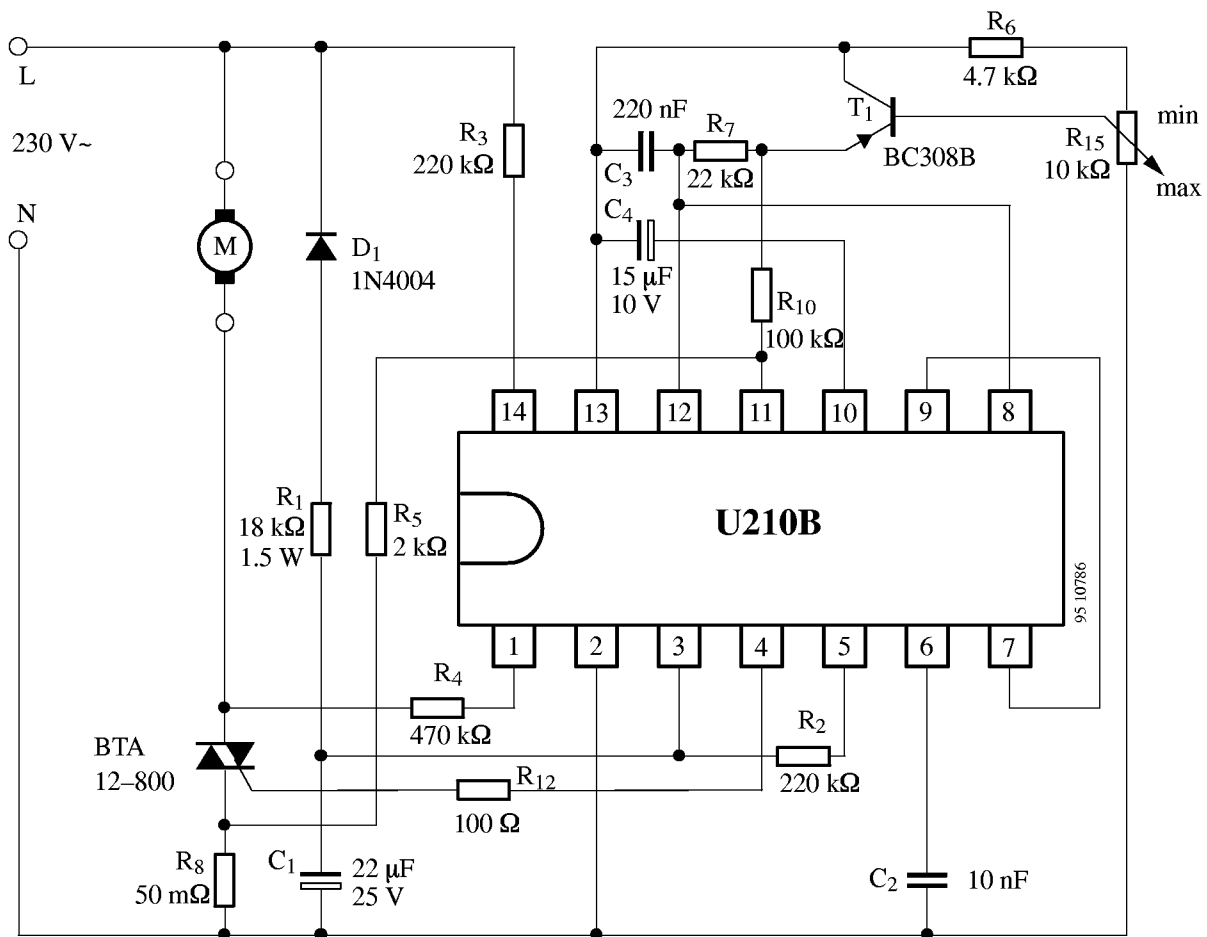 L
230 V~
N
M
D1
1N4004
R3
220 kΩ
220 nF
C3
R7
22 kΩ
C4
15 μF
10 V
T1
BC308B
R6
4.7 kΩ
R15
10 kΩ
min
max
R10
100 kΩ
14
13
12
11
10
9
8
R1
18 kΩ
1.5 W
R5
2 kΩ
U210B
95 10786
1
2
3
4
5
6
7
R4
470 kΩ
BTA
12–800
R12
100 Ω
R2
220 kΩ
R8
50 mΩ
C1
22 μF
25 V
C2
10 nF